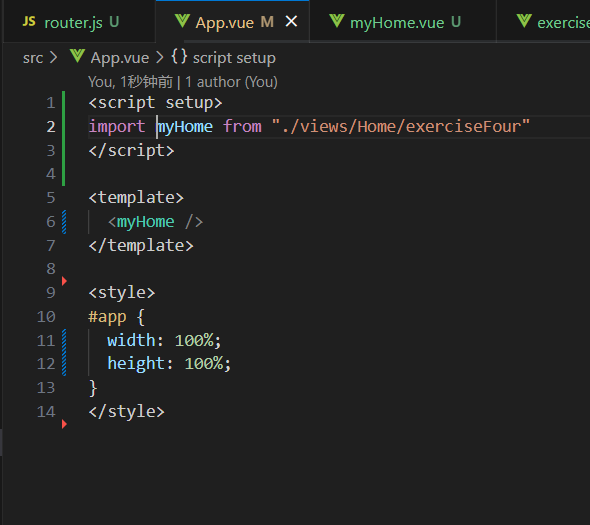 JS router.js U App.vue M myHome.vue U exercise
src > App.vue > {} script setup
You, 1秒钟前 | 1 author (You)
1 <script setup>
2 import myHome from "./views/Home/exerciseFour"
3 </script>
4
5 <template>
6 <myHome />
7 </template>
8
9 <style>
10 #app {
11 width: 100%;
12 height: 100%;
13 }
14 </style>